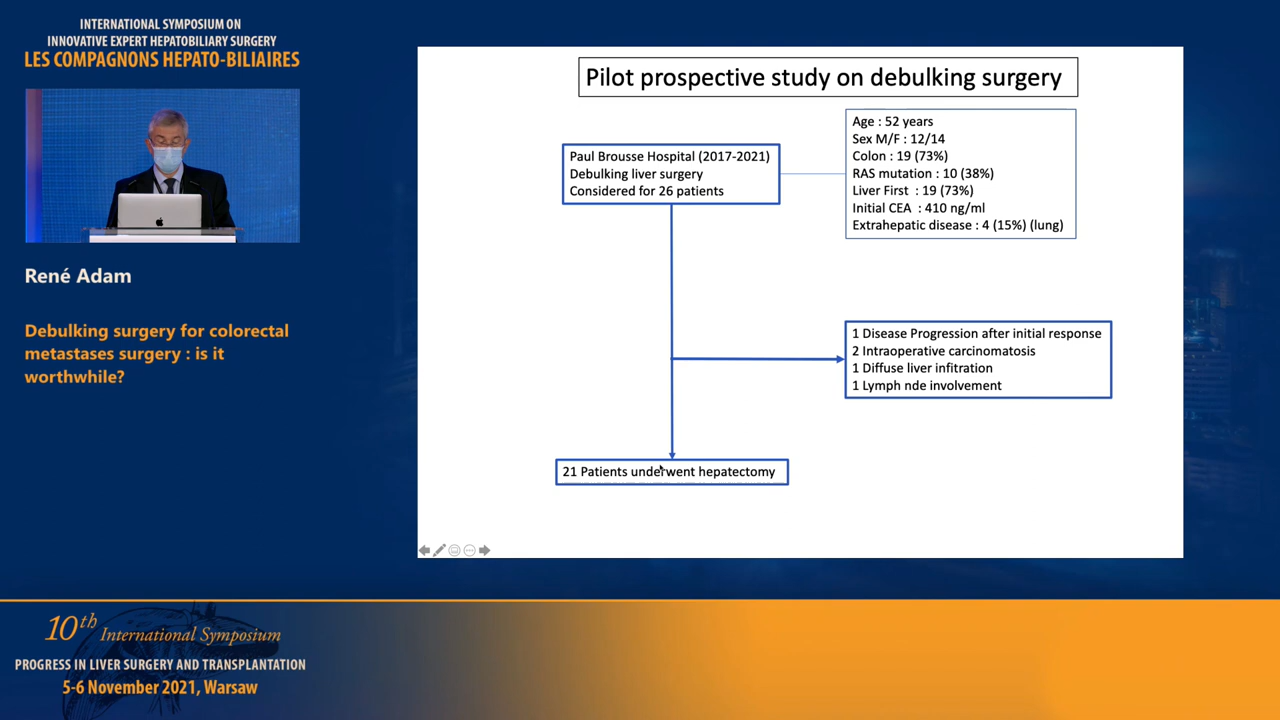 INTERNATIONAL SYMPOSIUM ON
INNOVATIVE EXPERT HEPATOBILIARY SURGERY
LES COMPAGNONS HEPATO-BILIAIRES
René Adam
Debulking surgery for colorectal
metastases surgery : is it
worthwhile?
Pilot prospective study on debulking surgery
Paul Brousse Hospital (2017-2021)
Debulking liver surgery
Considered for 26 patients
Age : 52 years
Sex M/F : 12/14
Colon : 19 (73%)
RAS mutation : 10 (38%)
Liver First : 19 (73%)
Initial CEA : 410 ng/ml
Extrahepatic disease : 4 (15%) (lung)
1 Disease Progression after initial response
2 Intraoperative carcinomatosis
1 Diffuse liver infitration
1 Lymph nde involvement
21 Patients underwent hepatectomy
10th International Symposium
PROGRESS IN LIVER SURGERY AND TRANSPLANTATION
5-6 November 2021, Warsaw